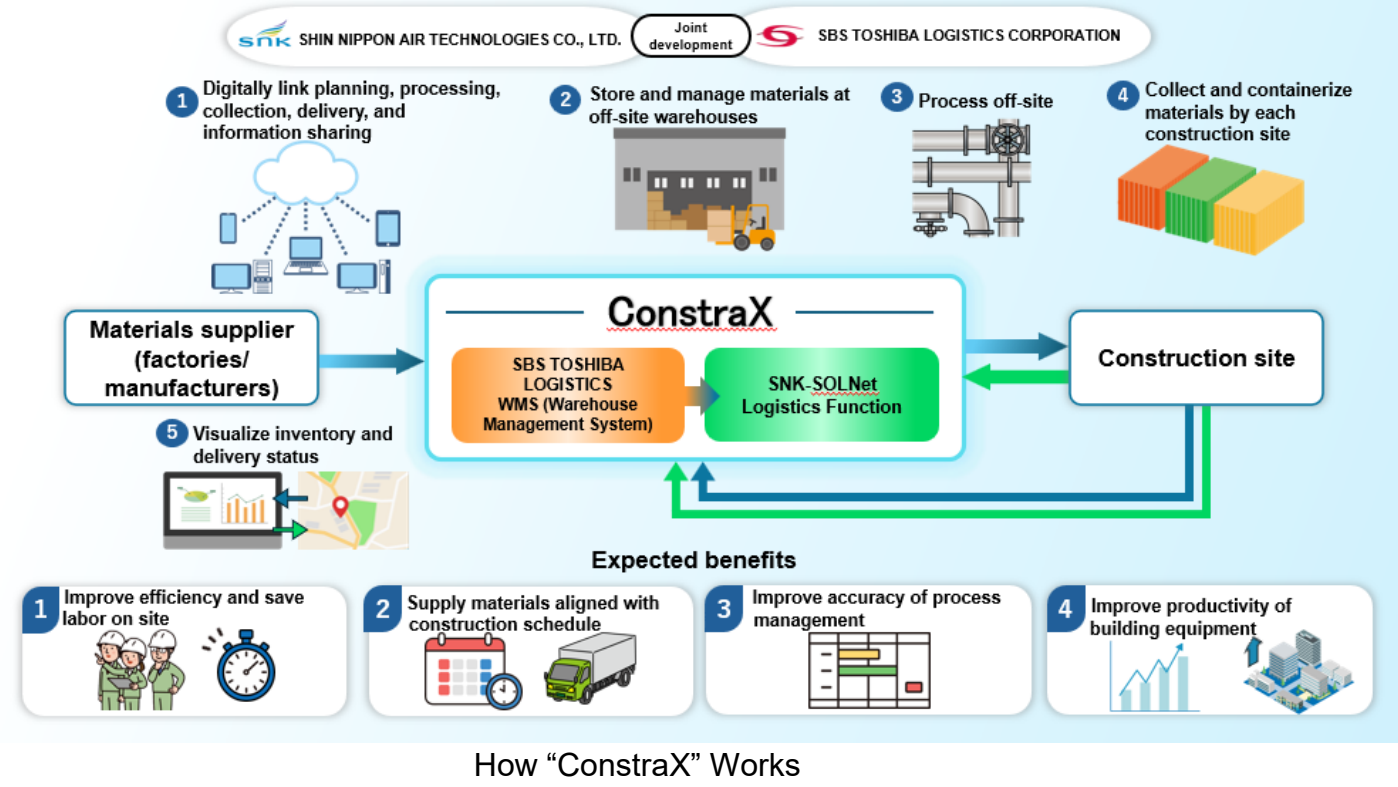 snk SHIN NIPPON AIR TECHNOLOGIES CO., LTD.
Joint
development
SBS TOSHIBA LOGISTICS CORPORATION
1
Digitally link planning, processing,
collection, delivery, and
information sharing
2
Store and manage materials at
off-site warehouses
3
Process off-site
4
Collect and containerize
materials by each
construction site
Materials supplier
(factories/
manufacturers)
ConstraX
SBS TOSHIBA
LOGISTICS
WMS (Warehouse
Management System)
SNK-SOLNet
Logistics Function
Construction site
5
Visualize inventory and
delivery status
Expected benefits
1
Improve efficiency and save
labor on site
2
Supply materials aligned with
construction schedule
3
Improve accuracy of process
management
4
Improve productivity of
building equipment
How “ConstraX” Works